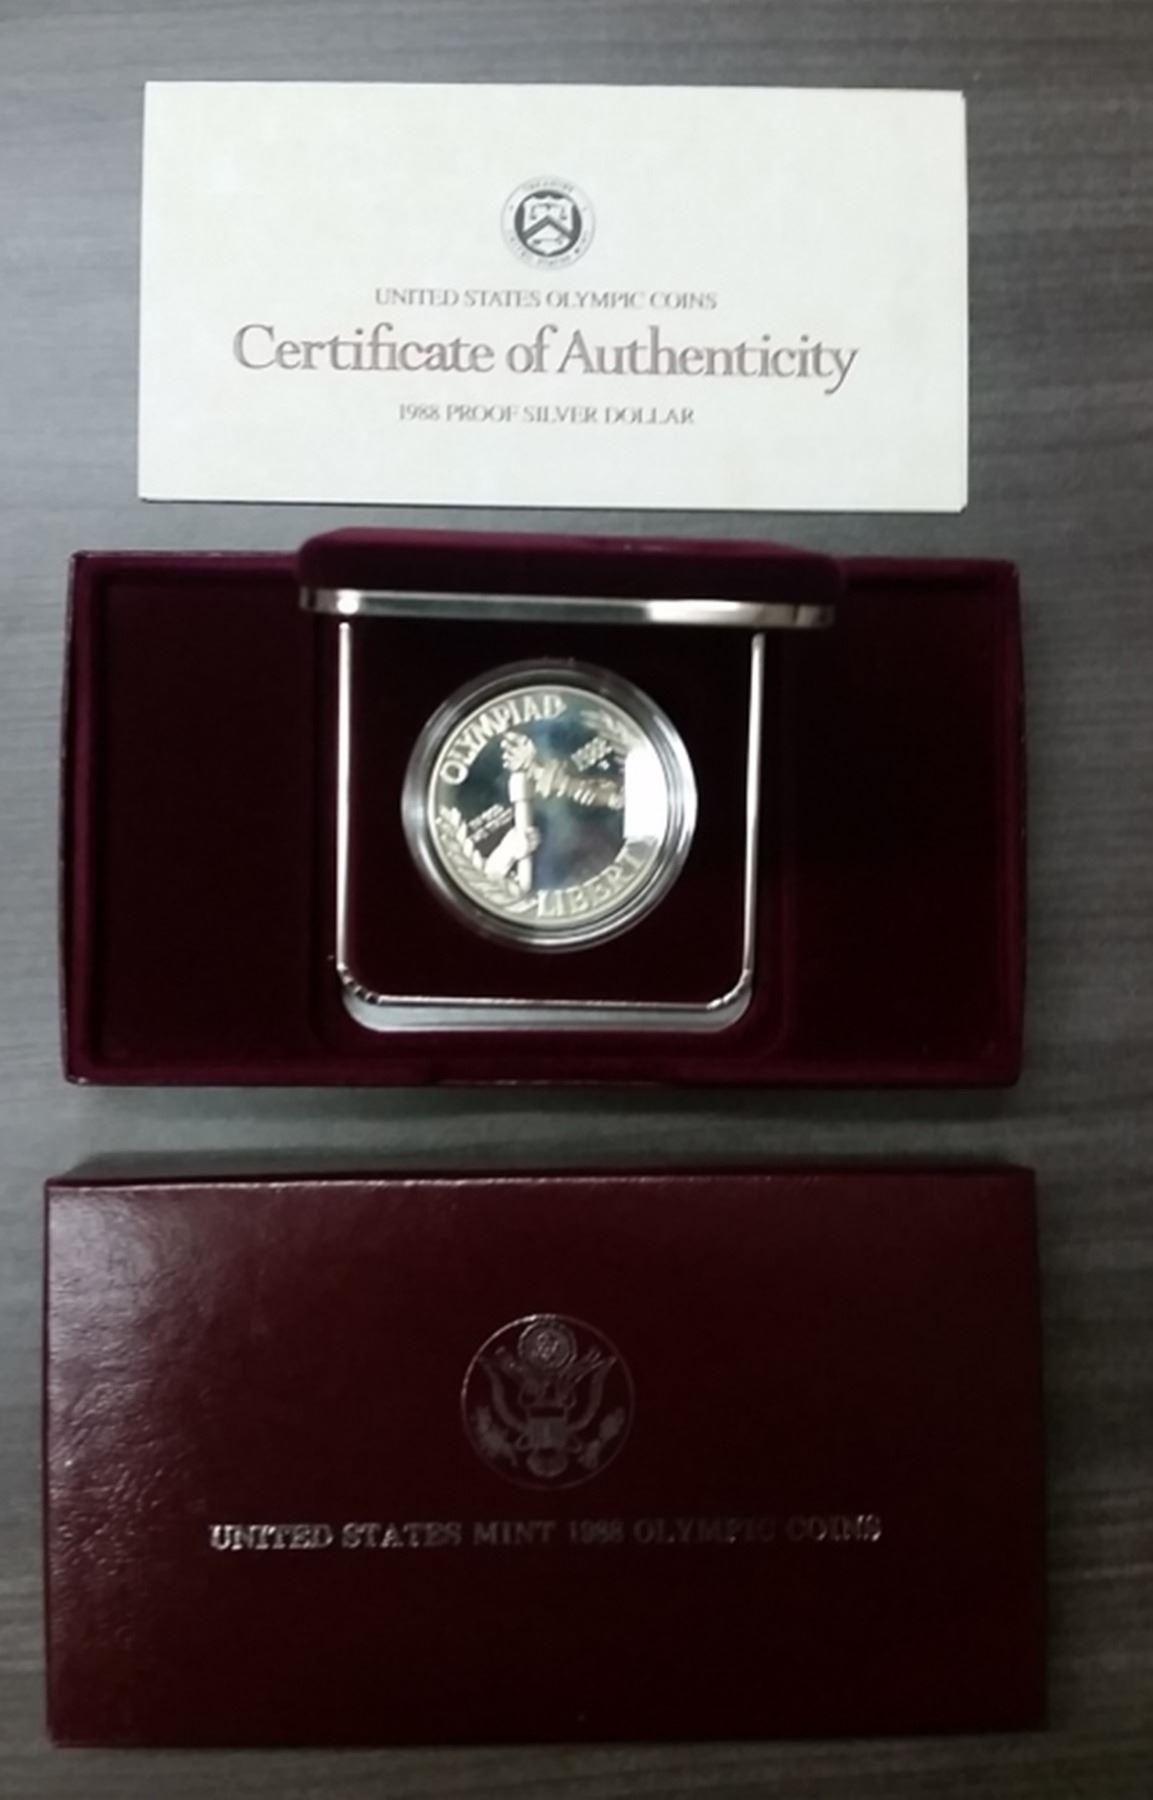 UNITED STATES OLYMPIC COINS
Certificate of Authenticity
1988 PROOF SILVER DOLLAR
OLYMPIAD
1988
LIBERTY
UNITED STATES MINT 1988 OLYMPIC COINS